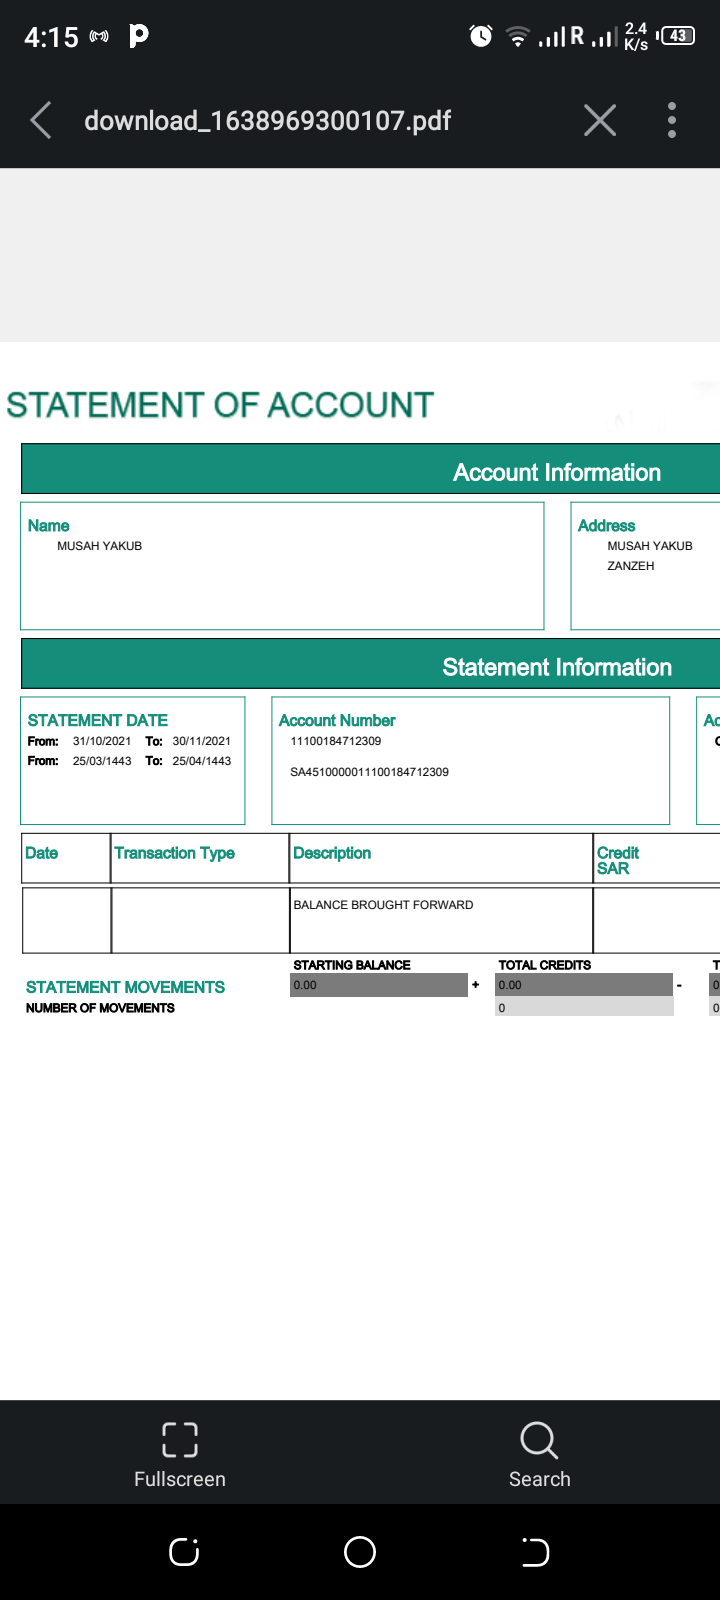 4:15 R 2.4 K/s 43
download_1638969300107.pdf
STATEMENT OF ACCOUNT
Account Information
Name
MUSAH YAKUB
Address
MUSAH YAKUB
ZANZEH
Statement Information
STATEMENT DATE
From: 31/10/2021 To: 30/11/2021
From: 25/03/1443 To: 25/04/1443
Account Number
11100184712309
SA4510000011100184712309
Ac
Date Transaction Type Description Credit
SAR
BALANCE BROUGHT FORWARD
STARTING BALANCE TOTAL CREDITS T
STATEMENT MOVEMENTS 0.00 + 0.00 - 0
NUMBER OF MOVEMENTS 0 0
Fullscreen Search